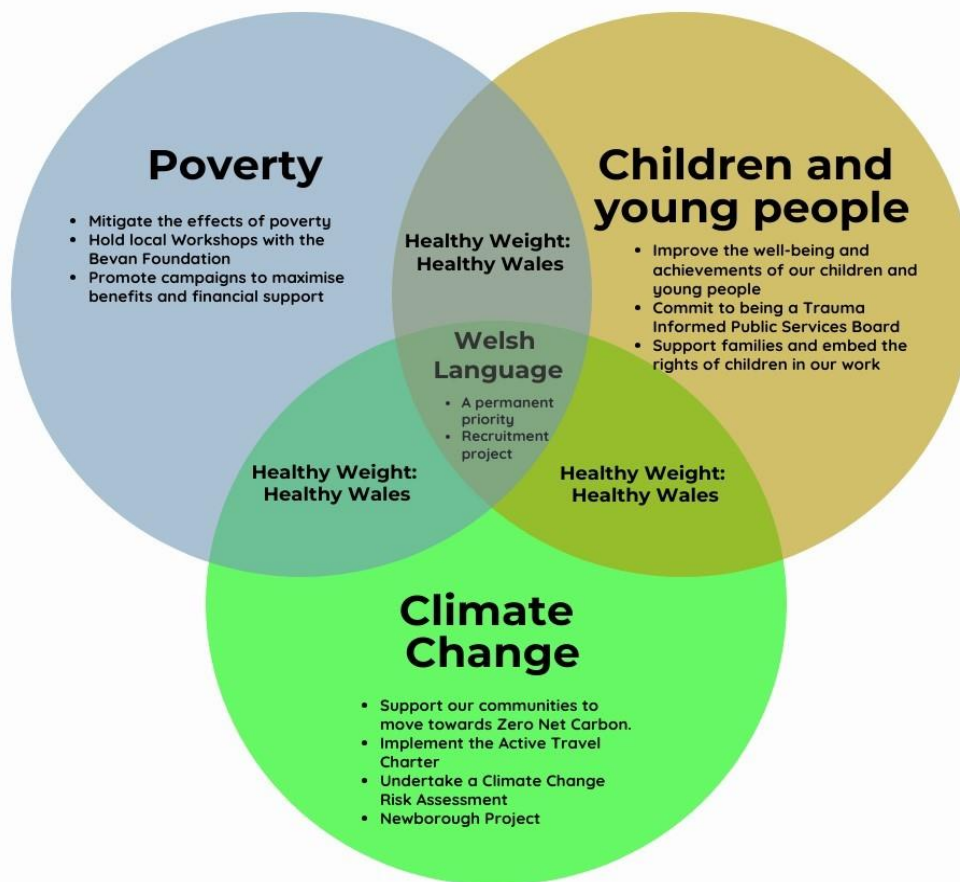 Poverty
• Mitigate the effects of poverty
• Hold local Workshops with the
Bevan Foundation
• Promote campaigns to maximise
benefits and financial support
Children and
young people
• Improve the well-being and
achievements of our children and
young people
• Commit to being a Trauma
Informed Public Services Board
• Support families and embed the
rights of children in our work
Healthy Weight:
Healthy Wales
Welsh
Language
• A permanent
priority
• Recruitment
project
Healthy Weight:
Healthy Wales
Healthy Weight:
Healthy Wales
Climate
Change
• Support our communities to
move towards Zero Net Carbon.
• Implement the Active Travel
Charter
• Undertake a Climate Change
Risk Assessment
• Newborough Project